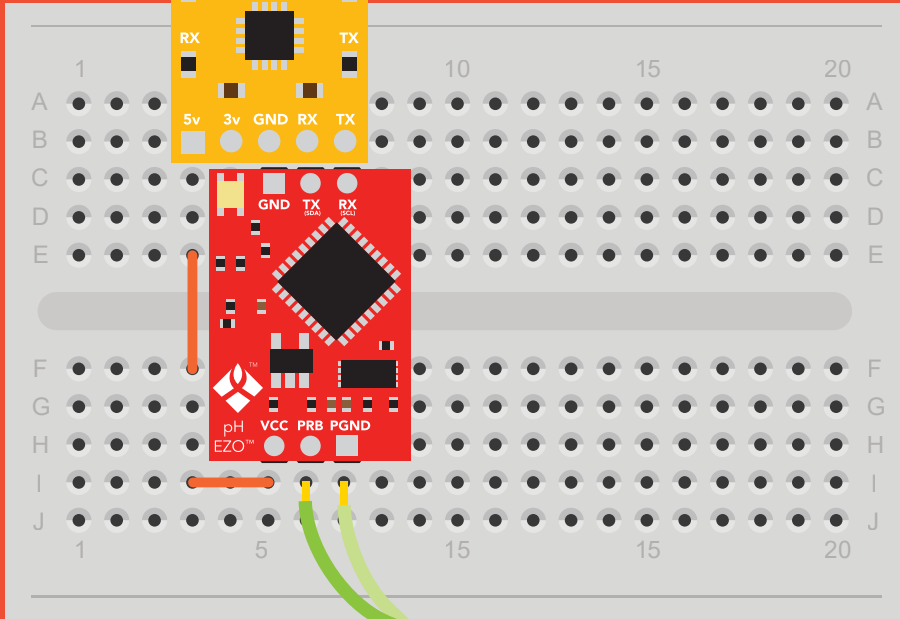 RX TX
1 10 15 20
A A
5v 3v GND RX TX
B B
C C
GND TX RX
(SDA) (SCL)
D D
E E
F F
TM
G G
VCC PRB PGND
pH
H H
EZO™
I I
J J
1 5 15 15 20